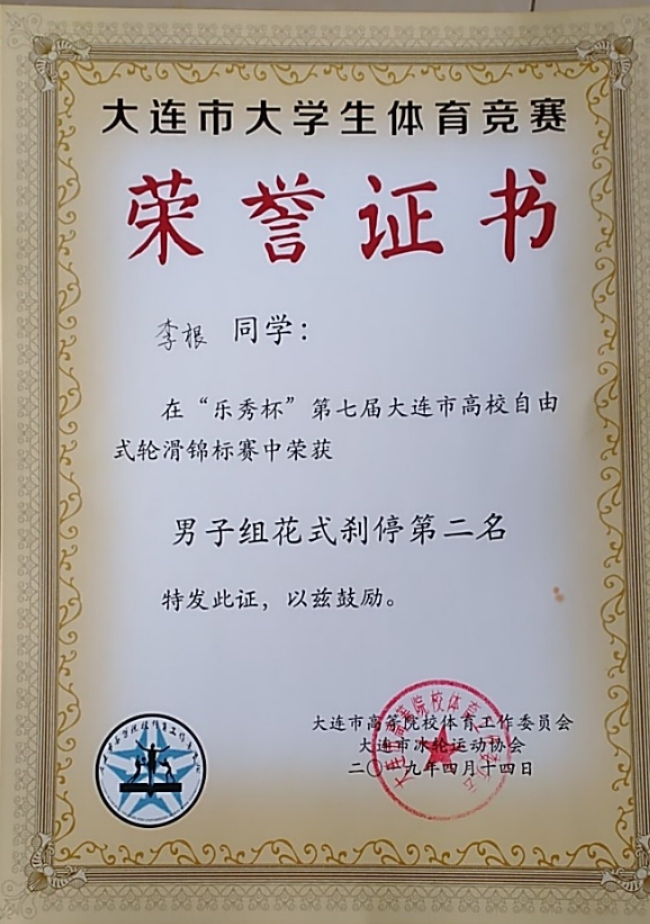 大连市大学生体育竞赛
荣誉证书
李根 同学：
在“乐秀杯”第七届大连市高校自由
式轮滑锦标赛中荣获
男子组花式刹停第二名
特发此证，以兹鼓励。
大连市高等院校体育工作委员会
大连市冰轮运动协会
二〇一九年四月十四日